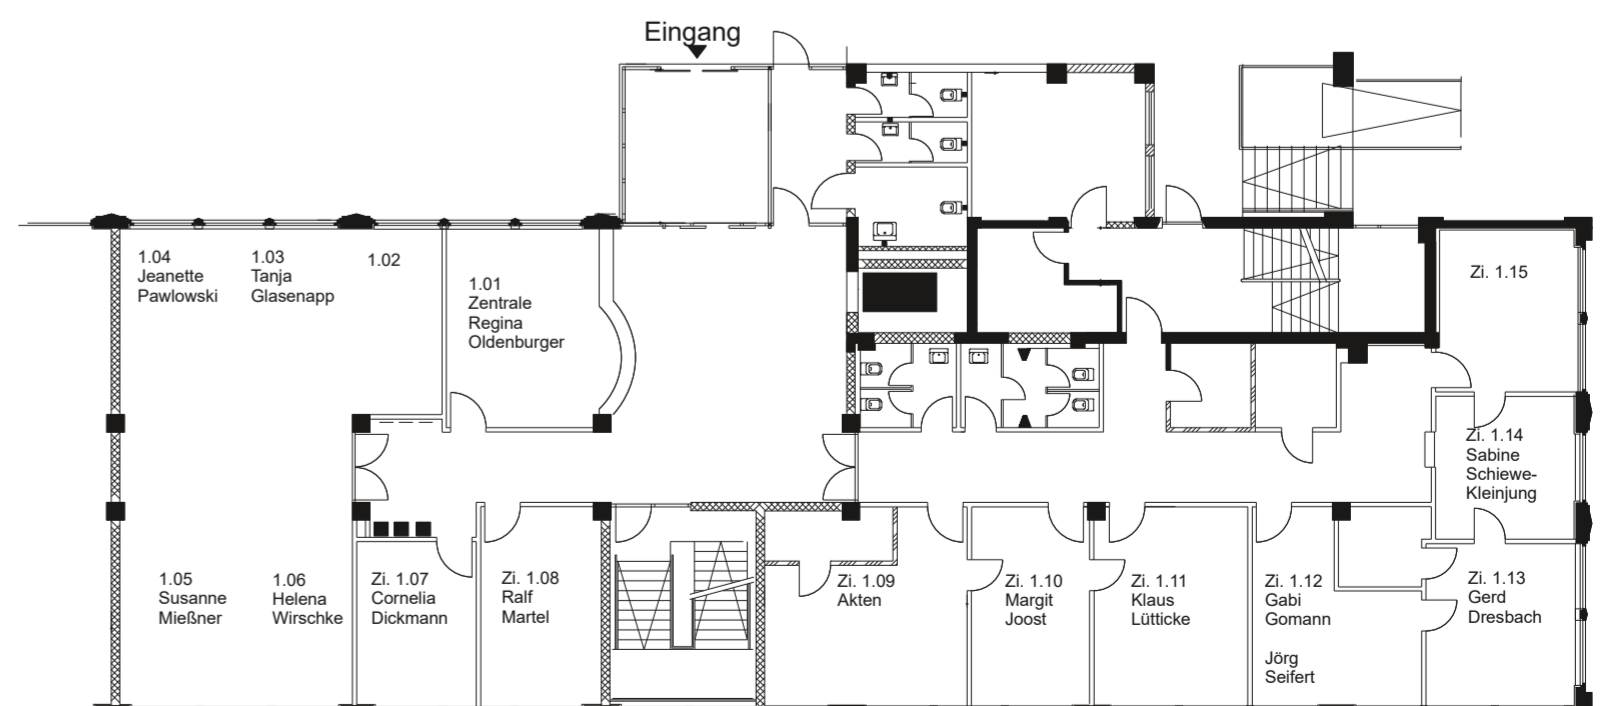 Eingang
1.04
Jeanette
Pawlowski
1.03
Tanja
Glasenapp
1.02
1.01
Zentrale
Regina
Oldenburger
Zi. 1.15
Zi. 1.14
Sabine
Schiewe-
Kleinjung
1.05
Susanne
Mießner
1.06
Helena
Wirschke
Zi. 1.07
Cornelia
Dickmann
Zi. 1.08
Ralf
Martel
Zi. 1.09
Akten
Zi. 1.10
Margit
Joost
Zi. 1.11
Klaus
Lütticke
Zi. 1.12
Gabi
Gomann
Jörg
Seifert
Zi. 1.13
Gerd
Dresbach